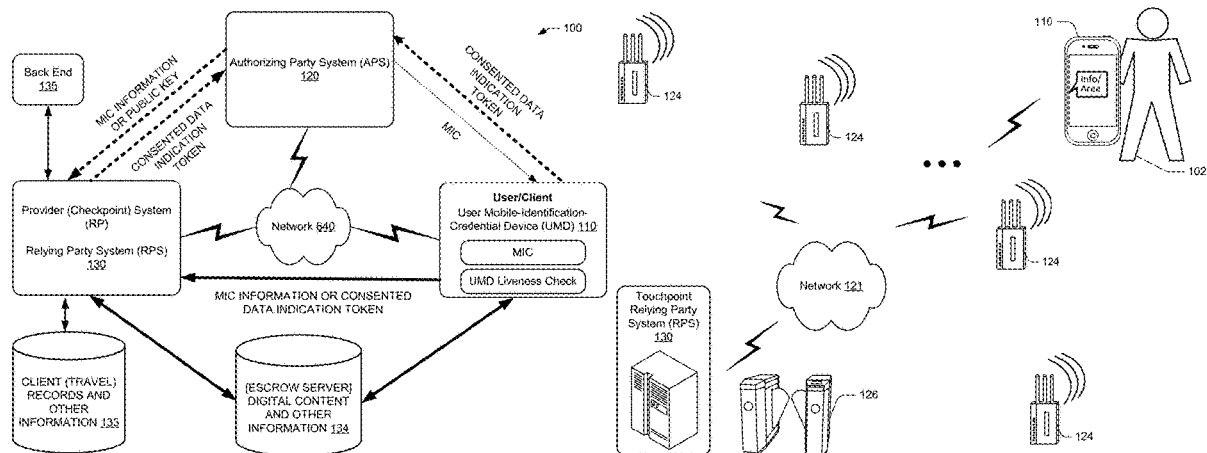 100
Back End
135
MIC INFORMATION
OR PUBLIC KEY
CONSENTED DATA
INDICATION
TOKEN
Authorizing Party System (APS)
120
CONSENTED DATA
INDICATION
TOKEN
MIC
Provider (Checkpoint) System
(RP)
Relying Party System (RPS)
130
Network 640
User/Client
User Mobile-Identification-
Credential Device (UMD) 110
MIC
UMD Liveness Check
MIC INFORMATION OR CONSENTED
DATA INDICATION TOKEN
CLIENT (TRAVEL)
RECORDS AND
OTHER
INFORMATION 133
(ESCROW SERVER)
DIGITAL CONTENT
AND OTHER
INFORMATION 134
124
124
110
Info/
Area
102
124
Network 121
Touchpoint
Relying Party
System (RPS)
130
126
124